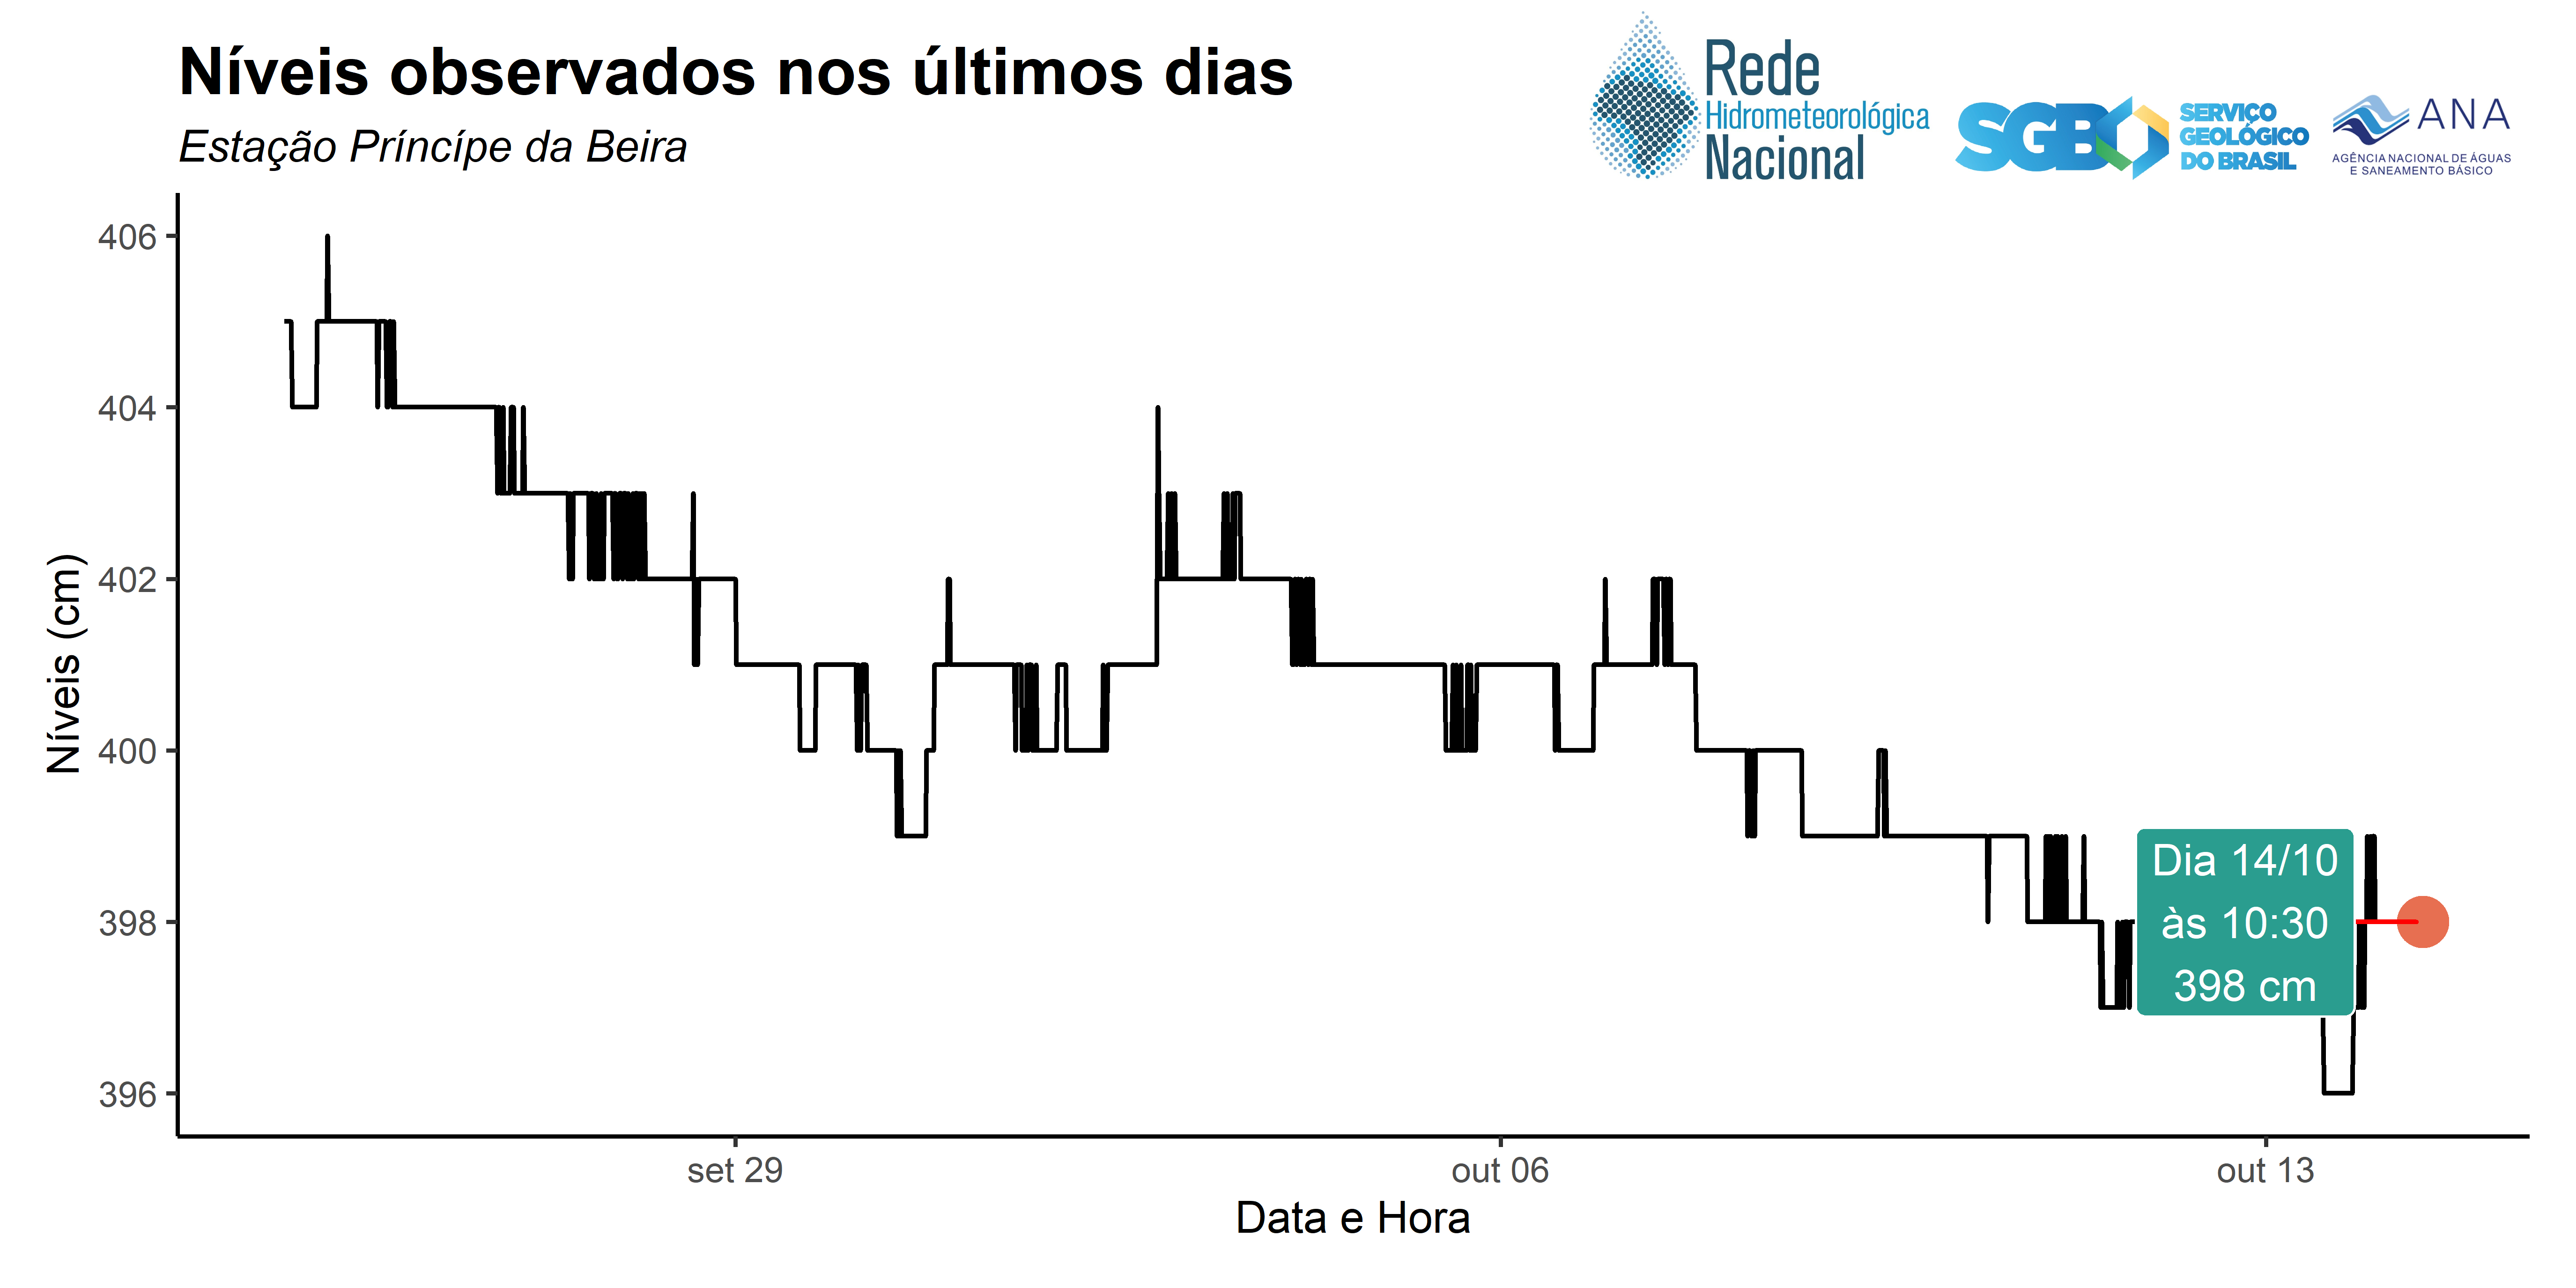 Níveis observados nos últimos dias
Estação Príncípe da Beira
Rede
Hidrometeorológica
Nacional
SGB
SERVIÇO
GEOLÓGICO
DO BRASIL
ANA
AGÊNCIA NACIONAL DE ÁGUAS
E SANEAMENTO BÁSICO
Níveis (cm)
406
404
402
400
398
396
Dia 14/10
às 10:30
398 cm
set 29
out 06
out 13
Data e Hora